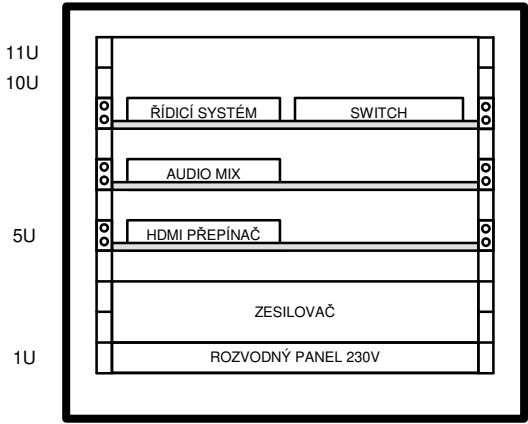 11U
10U
ŘÍDICÍ SYSTÉM SWITCH
AUDIO MIX
5U HDMI PŘEPÍNAČ
ZESILOVAČ
1U ROZVODNÝ PANEL 230V